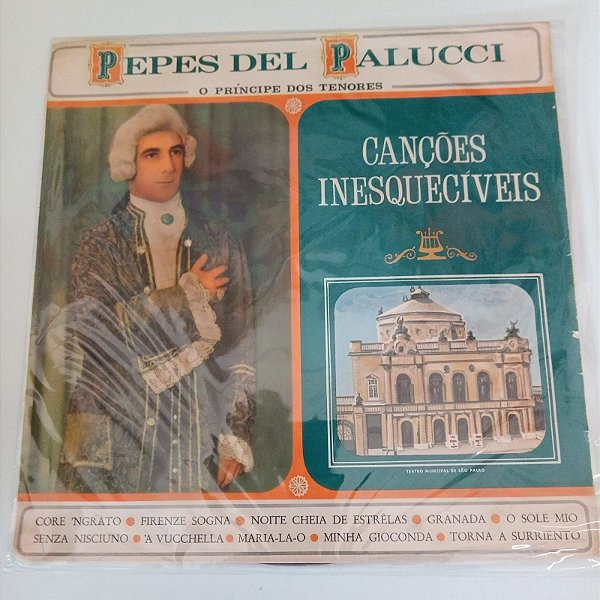 PEPES DEL PALUCCI
O PRÍNCIPE DOS TENORES
CANÇÕES
INESQUECÍVEIS
TEATRO MUNICIPAL DE SÃO PAULO
CORE 'NGRATO • FIRENZE SOGNA • NOITE CHEIA DE ESTRÊLAS • GRANADA • O SOLE MIO
SENZA NISCIUNO • 'A VUCCHELLA • MARIA-LA-O • MINHA GIOCONDA • TORNA A SURRIENTO